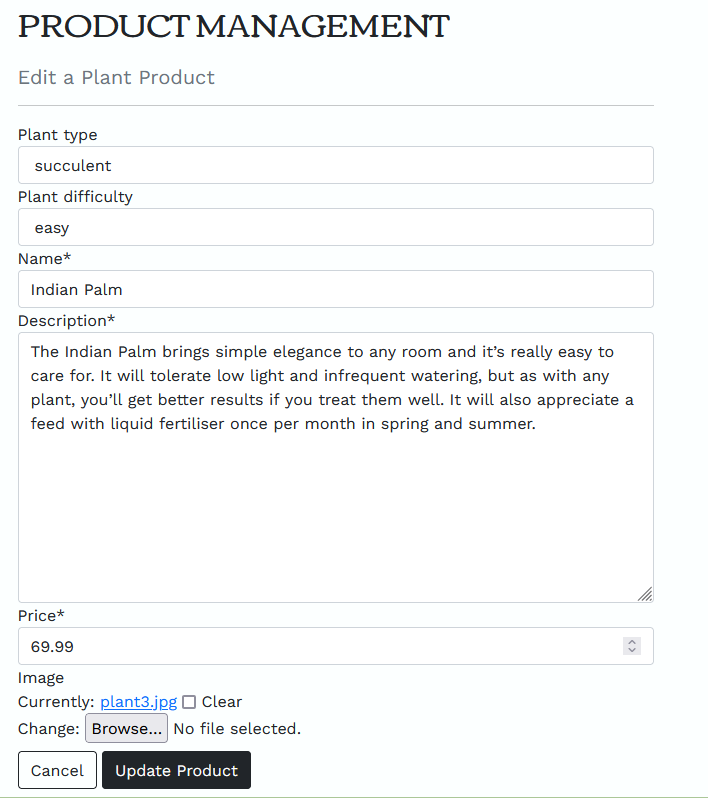 PRODUCT MANAGEMENT
Edit a Plant Product
Plant type
succulent
Plant difficulty
easy
Name*
Indian Palm
Description*
The Indian Palm brings simple elegance to any room and it’s really easy to
care for. It will tolerate low light and infrequent watering, but as with any
plant, you’ll get better results if you treat them well. It will also appreciate a
feed with liquid fertiliser once per month in spring and summer.
Price*
69.99
Image
Currently: plant3.jpg Clear
Change: Browse... No file selected.
Cancel Update Product